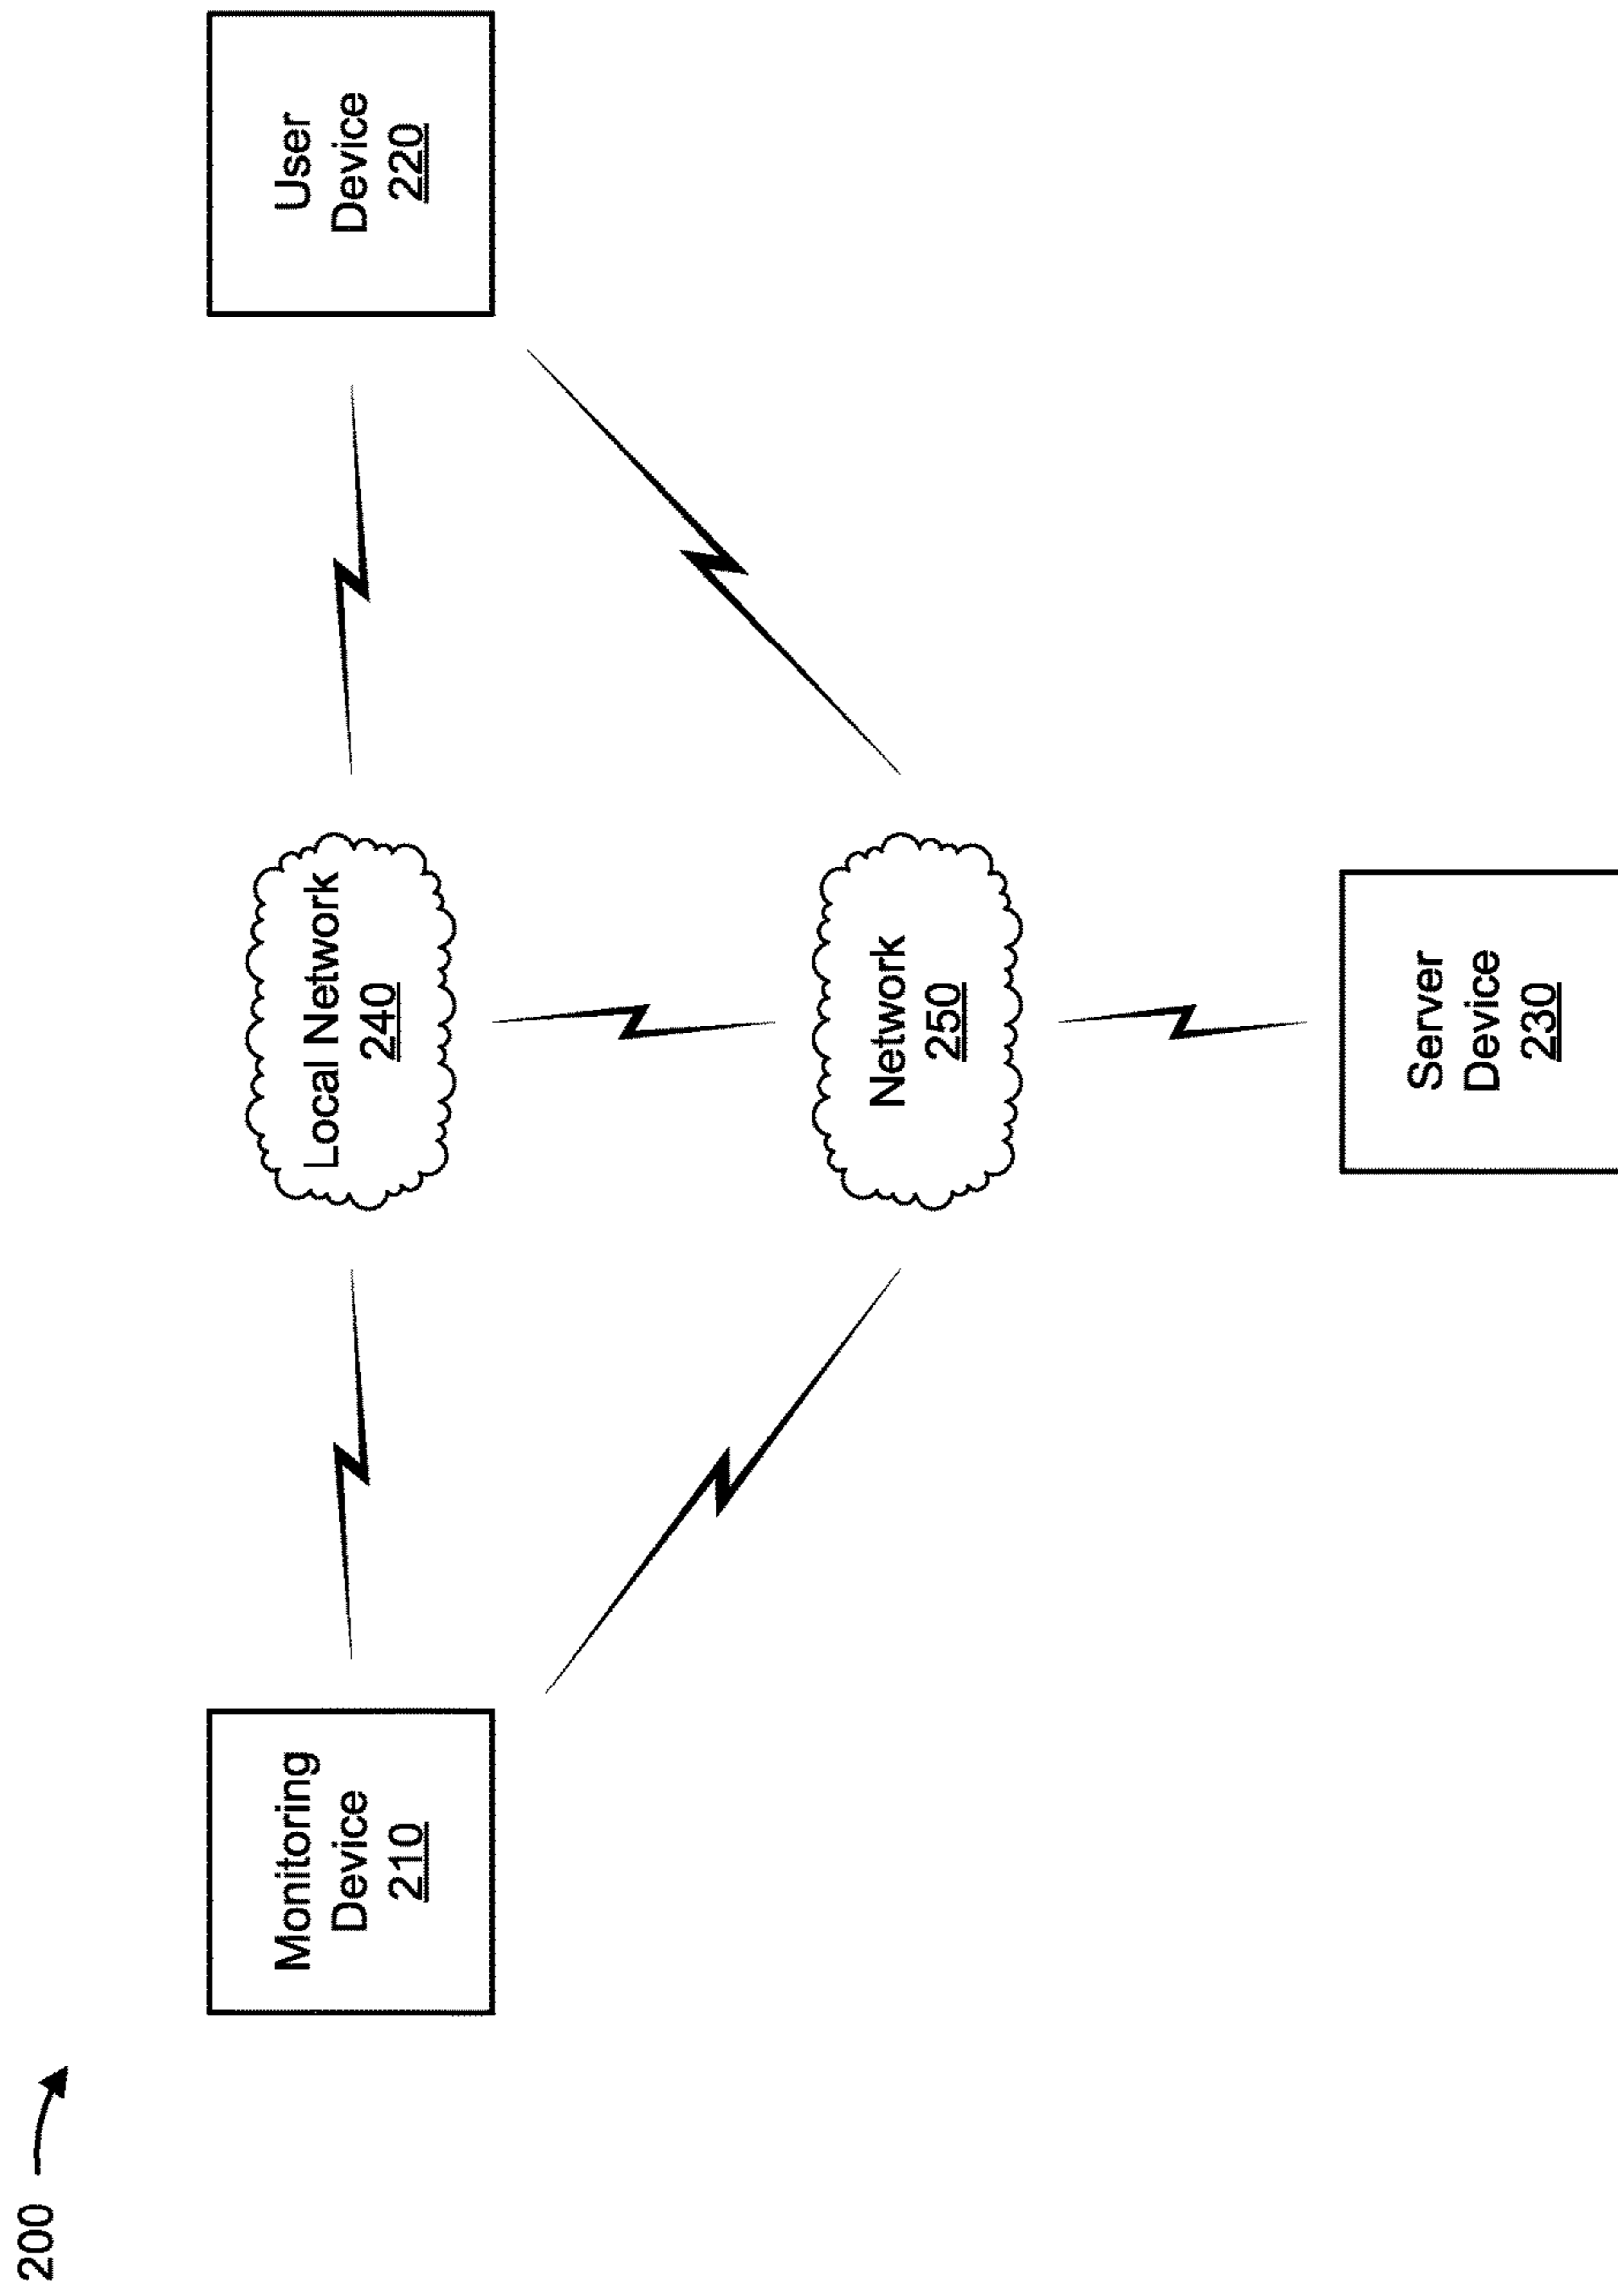 200
Monitoring
Device
210
Local Network
240
User
Device
220
Network
250
Server
Device
230